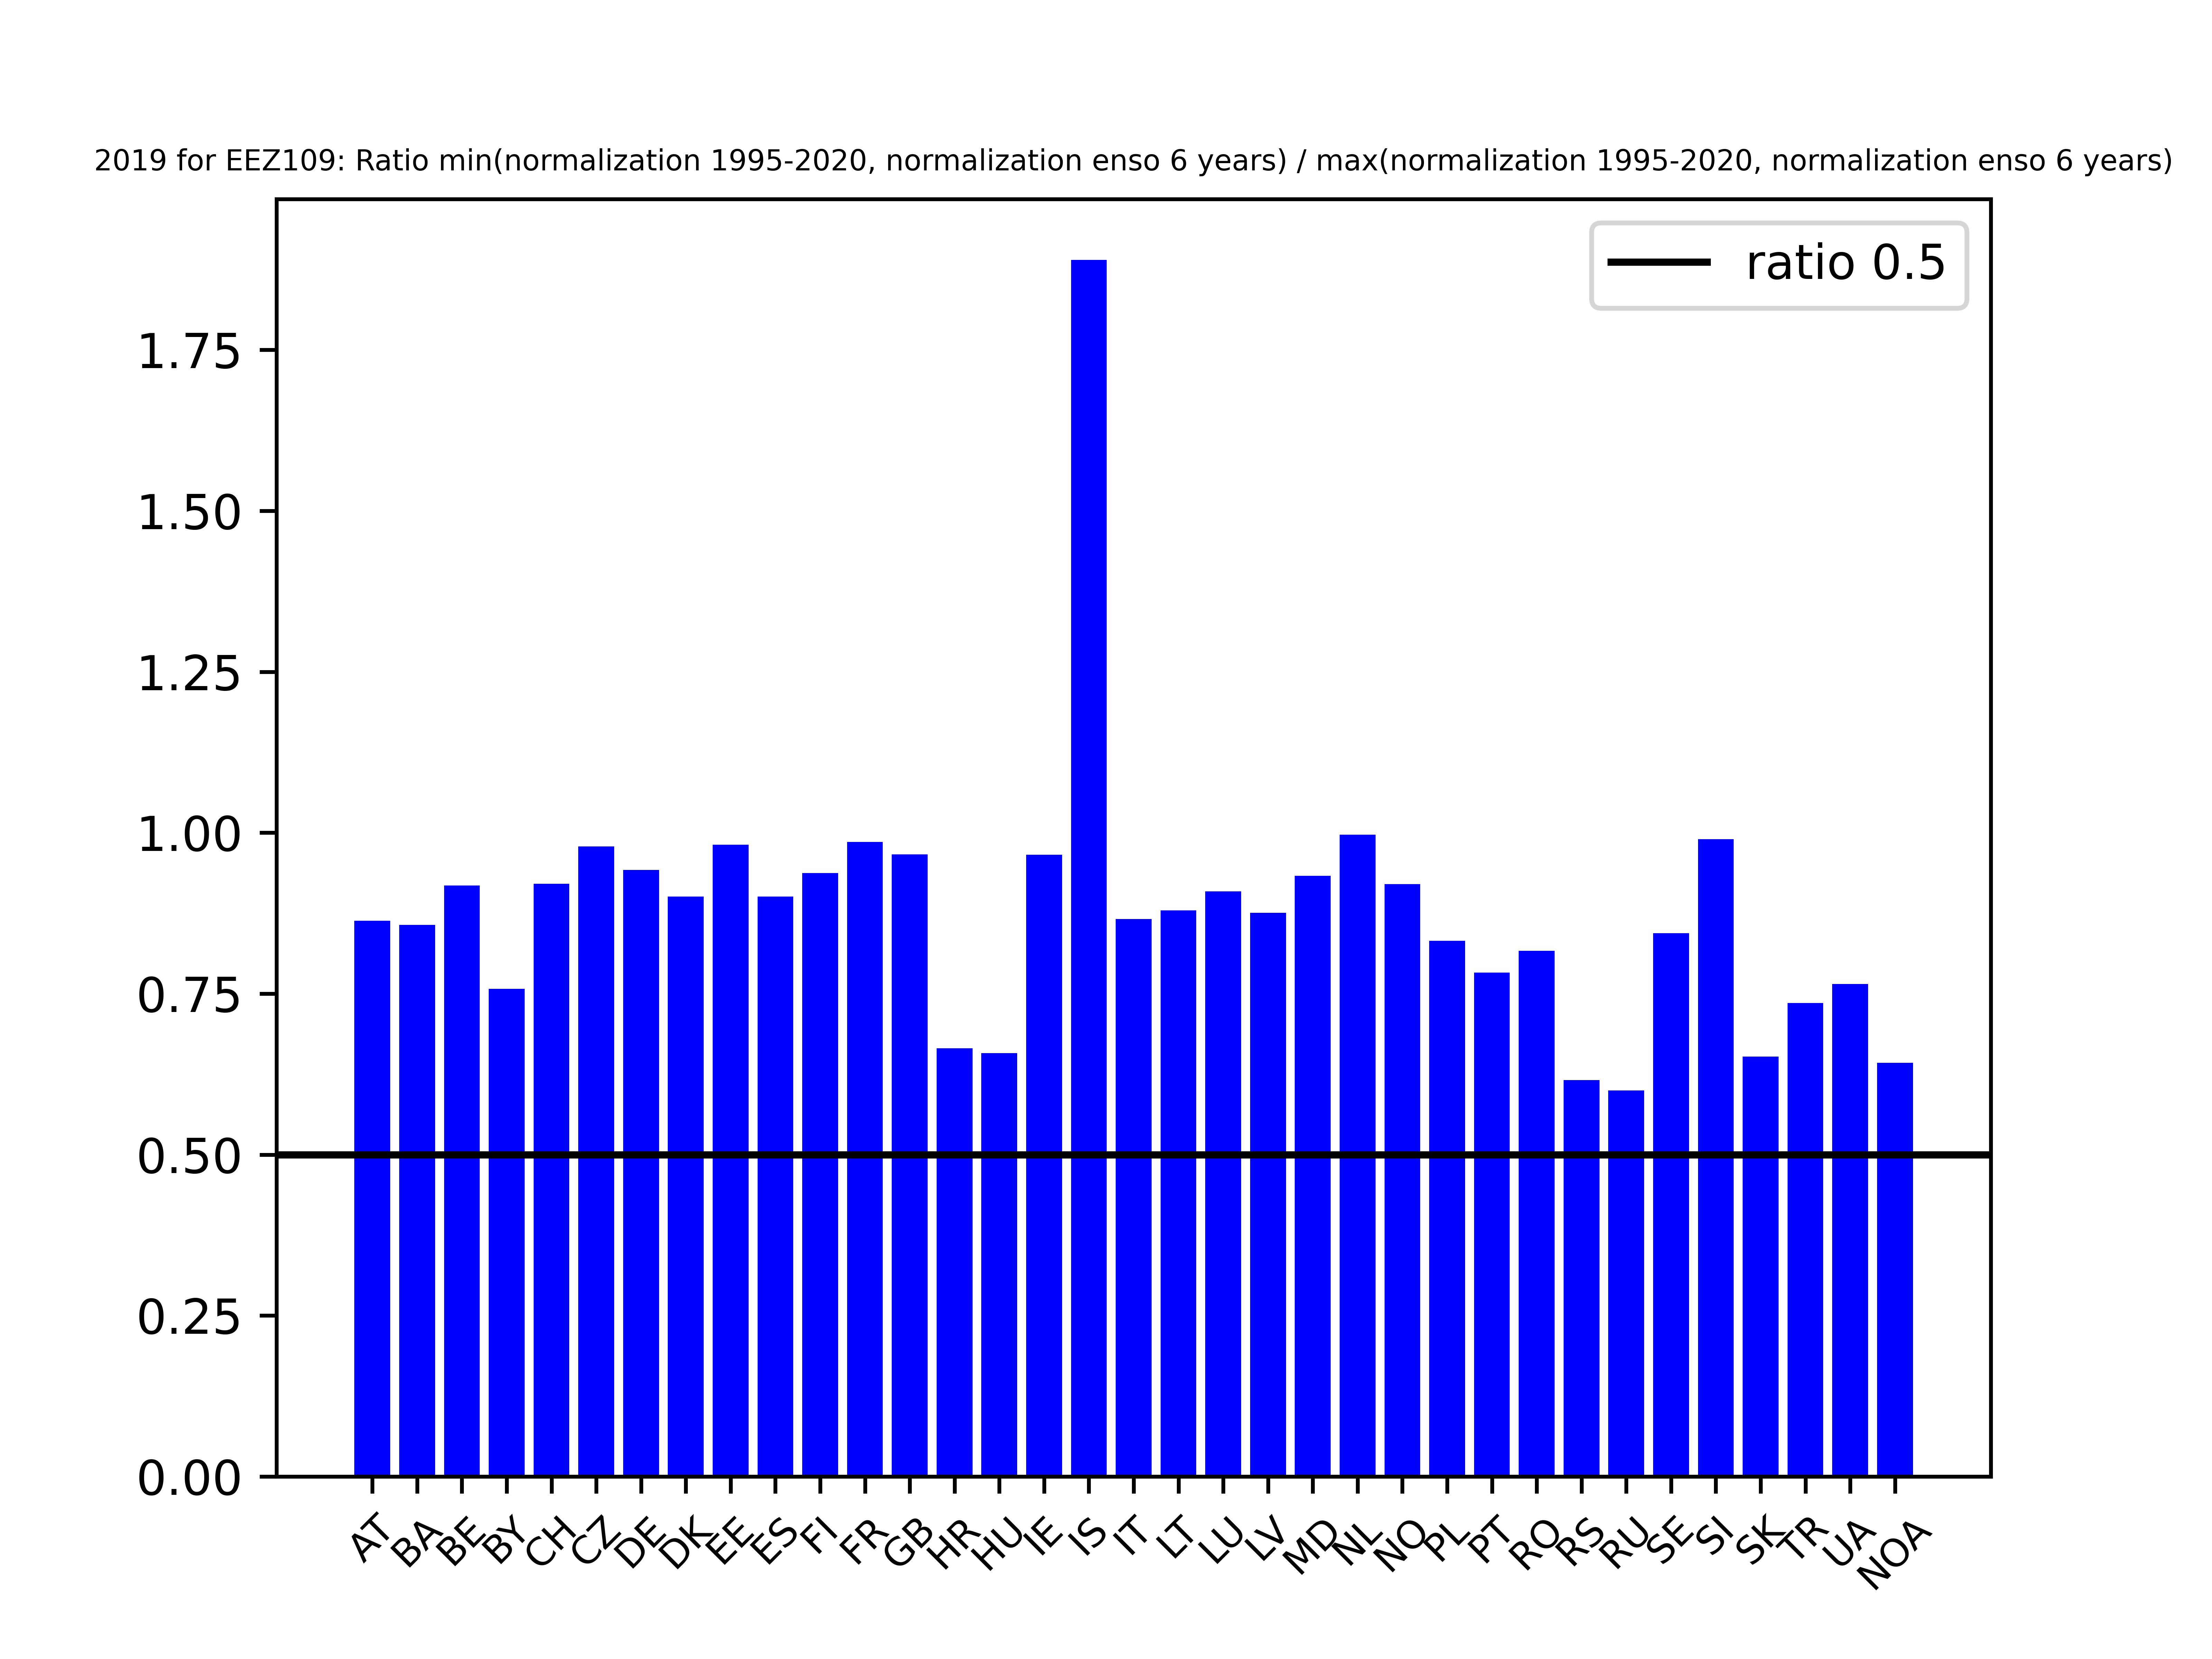 2019 for EEZ109: Ratio min(normalization 1995-2020, normalization enso 6 years) / max(normalization 1995-2020, normalization enso 6 years)
ratio 0.5
1.75
1.50
1.25
1.00
0.75
0.50
0.25
0.00
AT BA BE BY CH CZ DE DK EE ES FI FR GB HR HU IE IS IT LT LU LV MD NL NO PL PT RO RS RU SE SI SK TR UA NOA